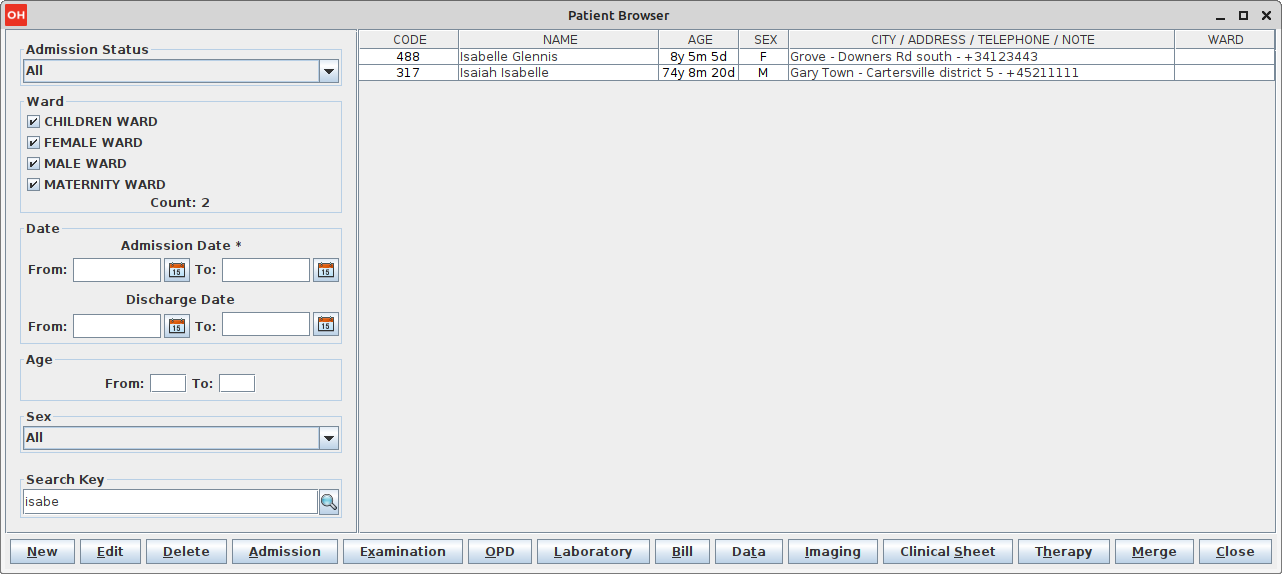 OH
Patient Browser
Admission Status
All
Ward
CHILDREN WARD
FEMALE WARD
MALE WARD
MATERNITY WARD
Count: 2
Date
Admission Date *
From: 15 To: 15
Discharge Date
From: 15 To: 15
Age
From: To:
Sex
All
Search Key
isabe
CODE NAME AGE SEX CITY / ADDRESS / TELEPHONE / NOTE WARD
488 Isabelle Glennis 8y 5m 5d F Grove - Downers Rd south - +34123443
317 Isaiah Isabelle 74y 8m 20d M Gary Town - Cartersville district 5 - +45211111
New Edit Delete Admission Examination OPD Laboratory Bill Data Imaging Clinical Sheet Therapy Merge Close